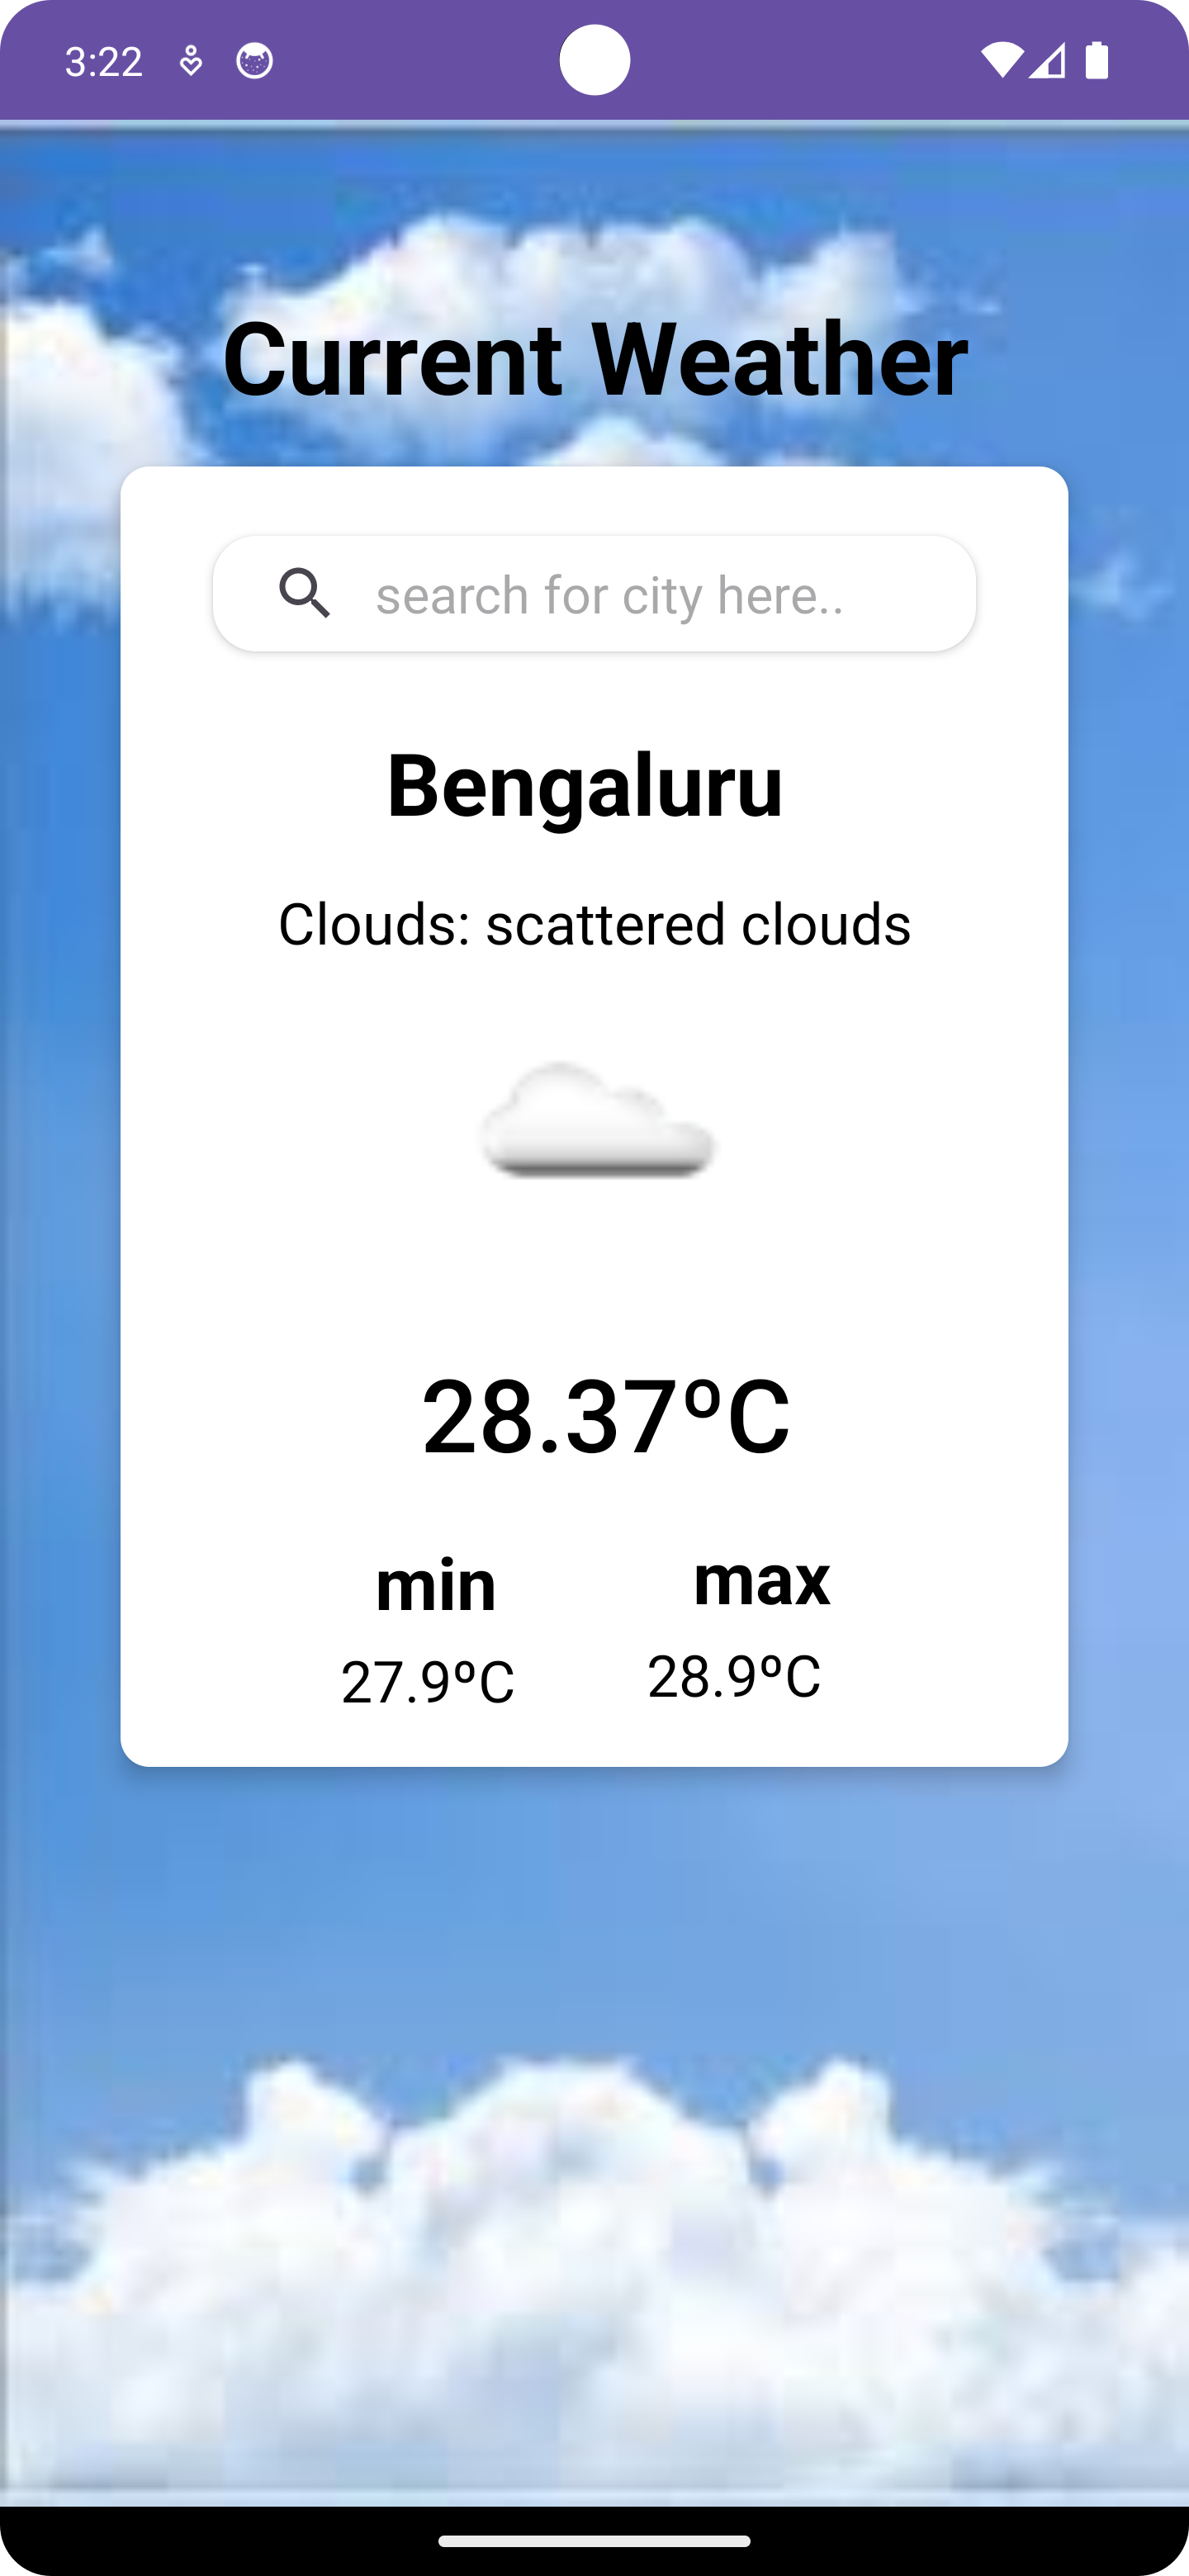 3:22
Current Weather
search for city here..
Bengaluru
Clouds: scattered clouds
28.37ºC
min max
27.9ºC 28.9ºC